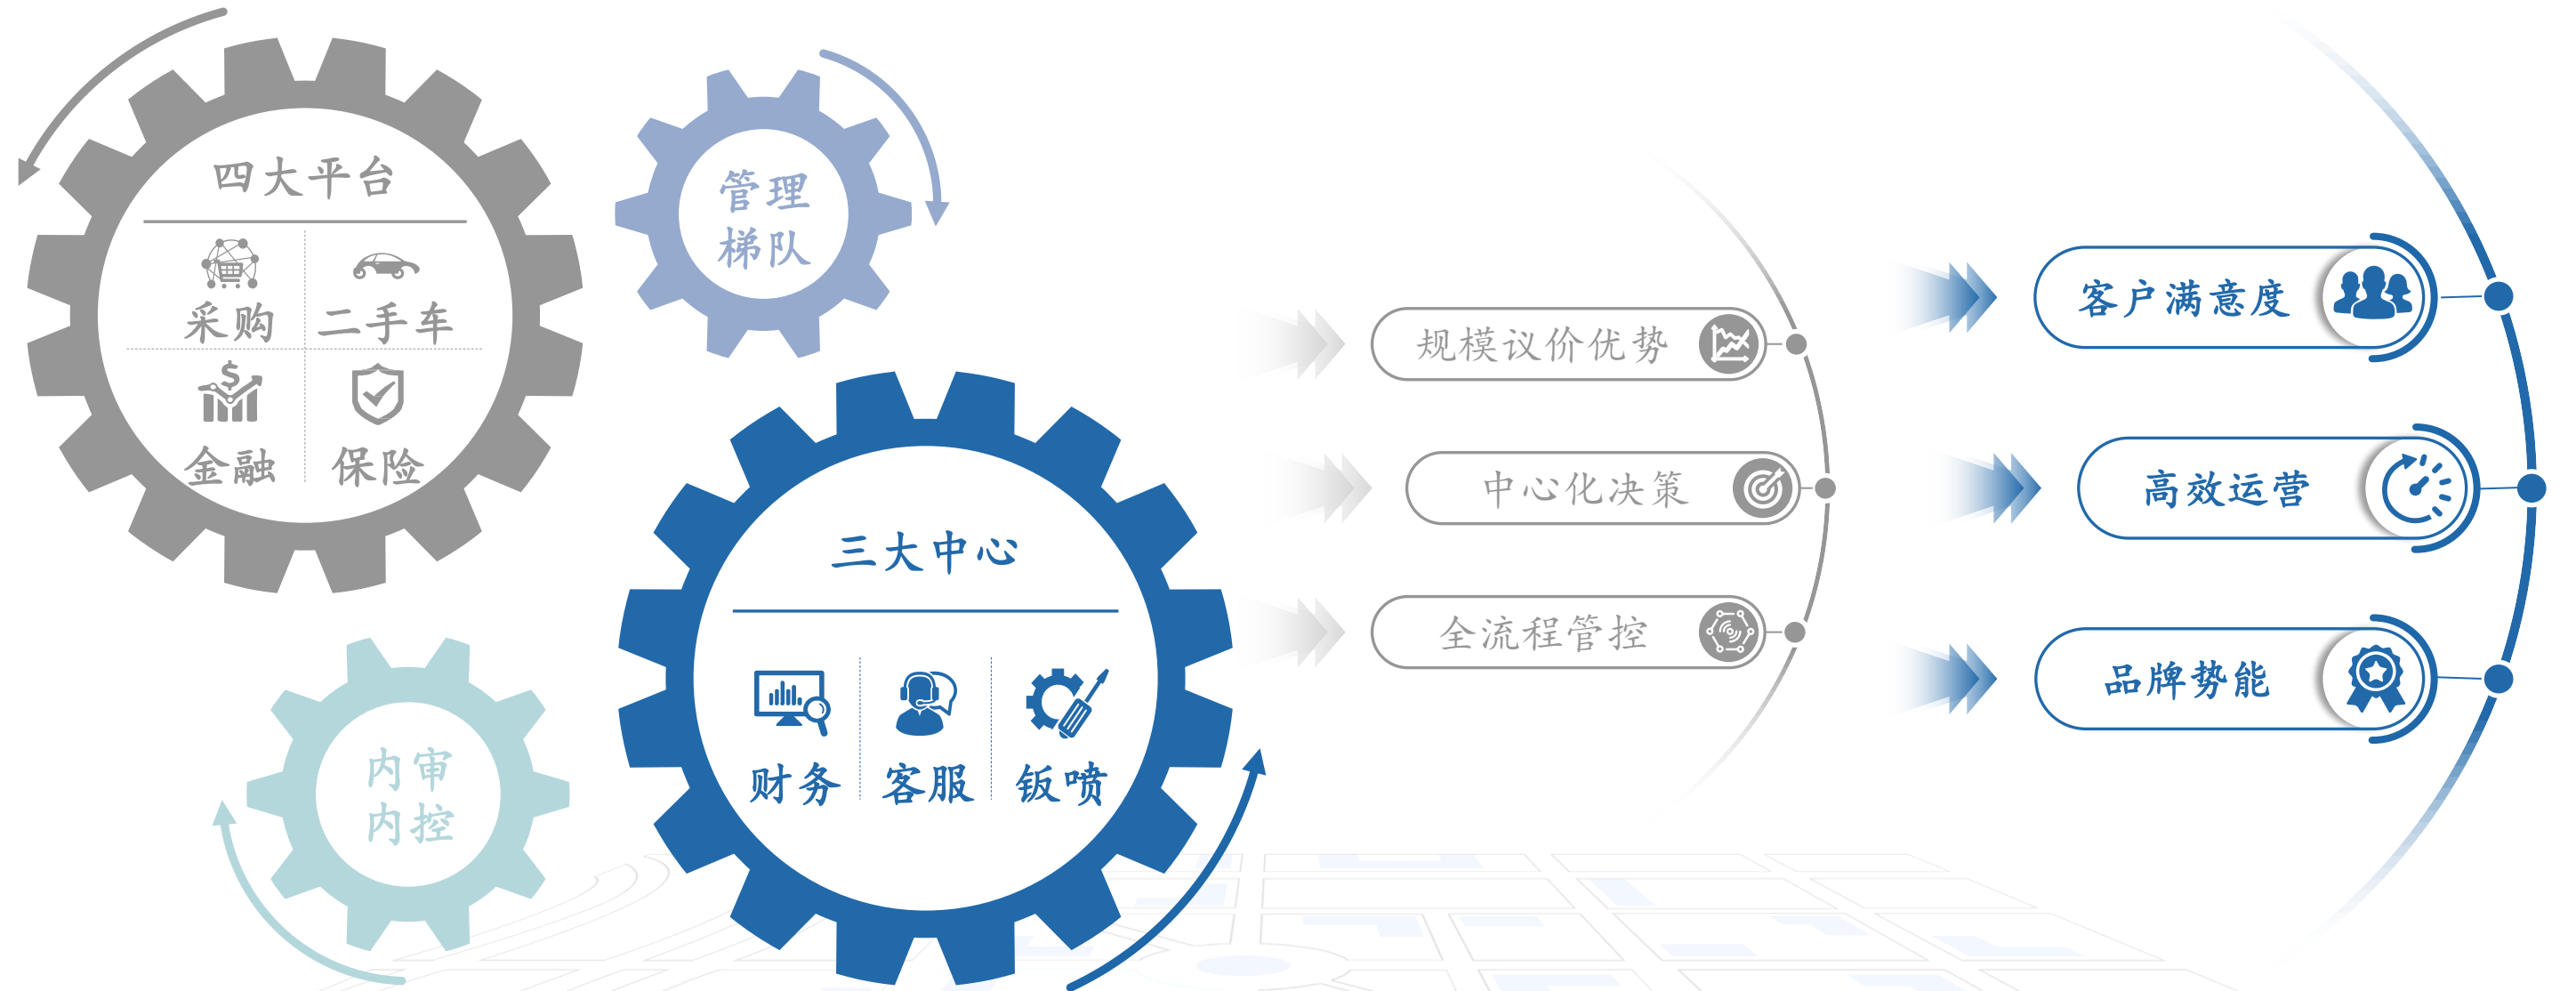 四大平台
采购
二手车
金融
保险
管理
梯队
三大中心
财务
客服
钣喷
内审
内控
规模议价优势
中心化决策
全流程管控
客户满意度
高效运营
品牌势能